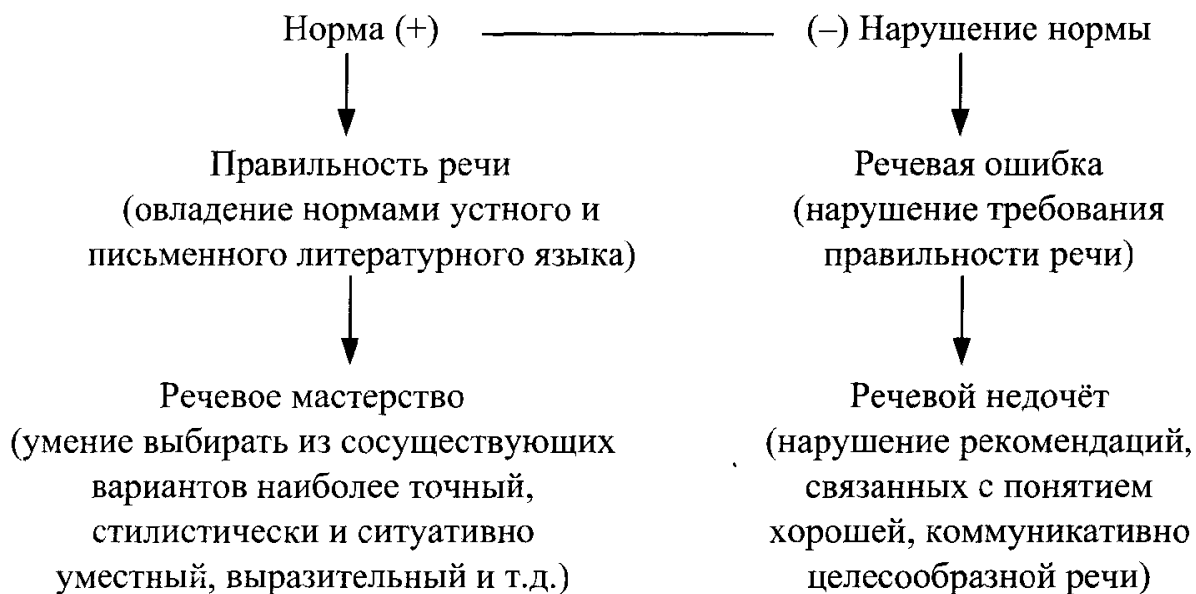 Норма (+) (–) Нарушение нормы
Правильность речи
(овладение нормами устного и
письменного литературного языка)
Речевая ошибка
(нарушение требования
правильности речи)
Речевое мастерство
(умение выбирать из сосуществующих
вариантов наиболее точный,
стилистически и ситуативно
уместный, выразительный и т.д.)
Речевой недочёт
(нарушение рекомендаций,
связанных с понятием
хорошей, коммуникативно
целесообразной речи)